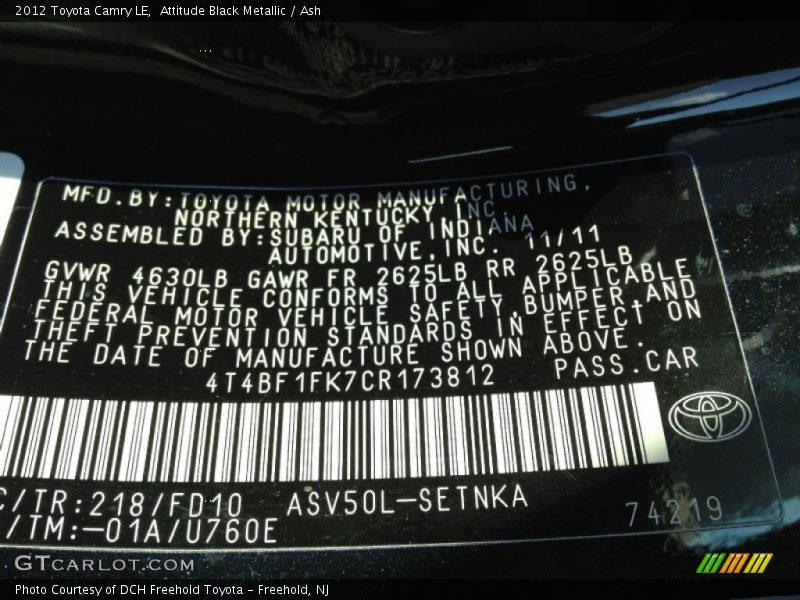 2012 Toyota Camry LE, Attitude Black Metallic / Ash
MFD.BY:TOYOTA MOTOR MANUFACTURING,
NORTHERN KENTUCKY,INC.
ASSEMBLED BY:SUBARU OF INDIANA
AUTOMOTIVE,INC. 11/11
GVWR 4630LB GAWR FR 2625LB RR 2625LB
THIS VEHICLE CONFORMS TO ALL APPLICABLE
FEDERAL MOTOR VEHICLE SAFETY,BUMPER,AND
THEFT PREVENTION STANDARDS IN EFFECT ON
THE DATE OF MANUFACTURE SHOWN ABOVE.
4T4BF1FK7CR173812 PASS.CAR
C/TR:218/FD10 ASV50L-SETNKA
/TM:-01A/U760E 74219
GTCARLOT.COM
Photo Courtesy of DCH Freehold Toyota - Freehold, NJ